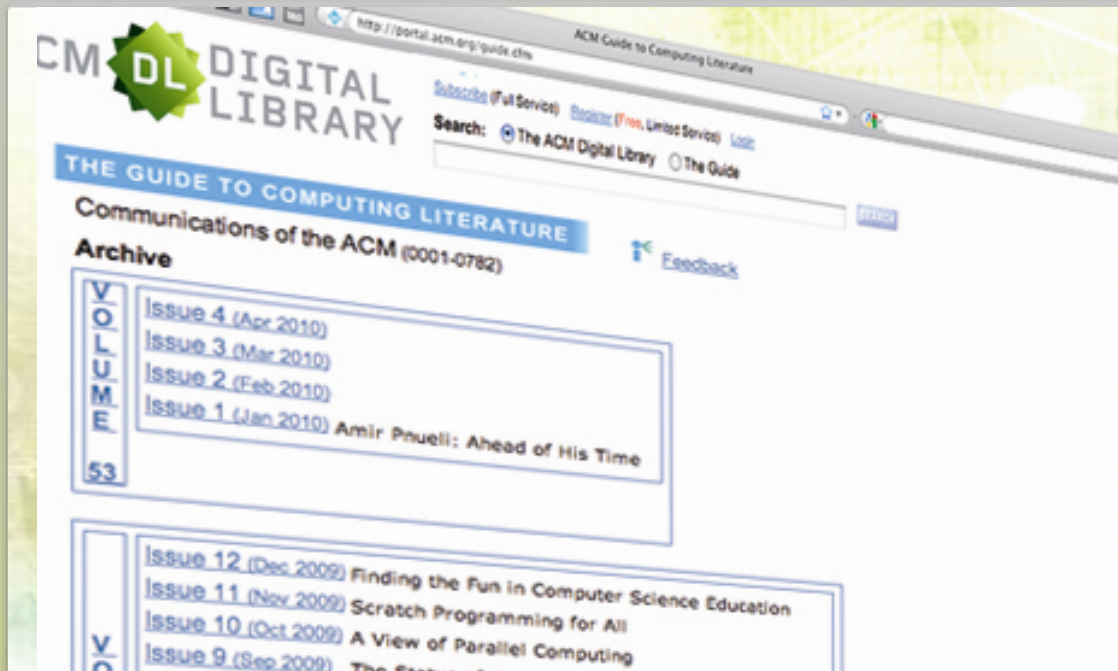 http://portal.acm.org/guide.cfm
ACM Guide to Computing Literature
CM DL DIGITAL LIBRARY
Subscribe (Full Service) Register (Free, Limited Service) Login
Search: The ACM Digital Library The Guide
SEARCH
THE GUIDE TO COMPUTING LITERATURE
Feedback
Communications of the ACM (0001-0782)
Archive
VOLUME 53
Issue 4 (Apr 2010)
Issue 3 (Mar 2010)
Issue 2 (Feb 2010)
Issue 1 (Jan 2010) Amir Pnueli: Ahead of His Time
Issue 12 (Dec 2009) Finding the Fun in Computer Science Education
Issue 11 (Nov 2009) Scratch Programming for All
Issue 10 (Oct 2009) A View of Parallel Computing
Issue 9 (Sep 2009) The